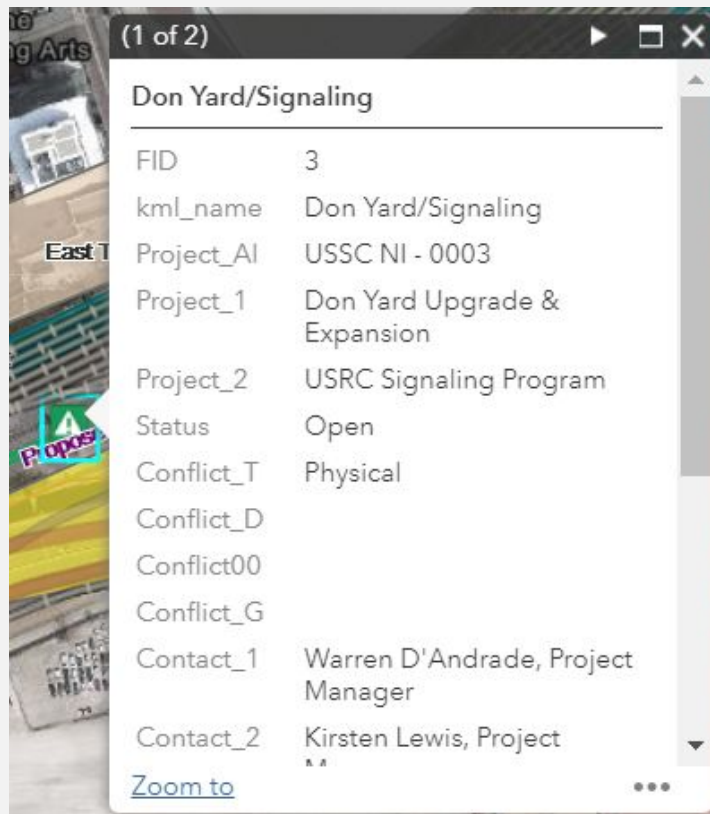 g Arts
(1 of 2)
Don Yard/Signaling
FID 3
kml_name Don Yard/Signaling
East T
Project_AI USSC NI - 0003
Project_1 Don Yard Upgrade &
Expansion
Project_2 USRC Signaling Program
Status Open
Propos
Conflict_T Physical
Conflict_D
Conflict00
Conflict_G
Contact_1 Warren D'Andrade, Project
Manager
Contact_2 Kirsten Lewis, Project
Zoom to